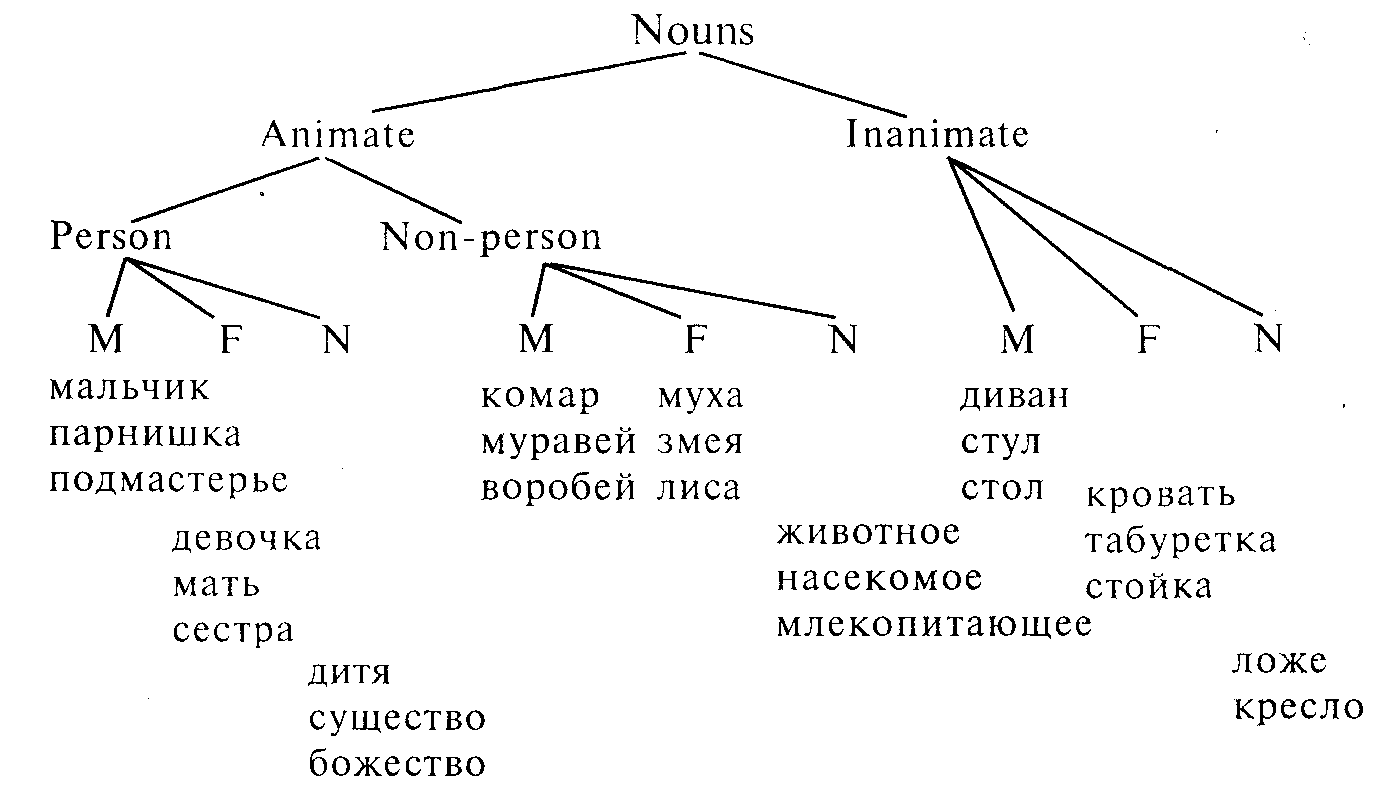 Nouns
Animate Inanimate
Person Non-person
M F N M F N M F N
мальчик
парнишка
подмастерье
девочка
мать
сестра
дитя
существо
божество
комар муха
муравей змея
воробей лиса
животное
насекомое
млекопитающее
диван
стул
стол
кровать
табуретка
стойка
ложе
кресло